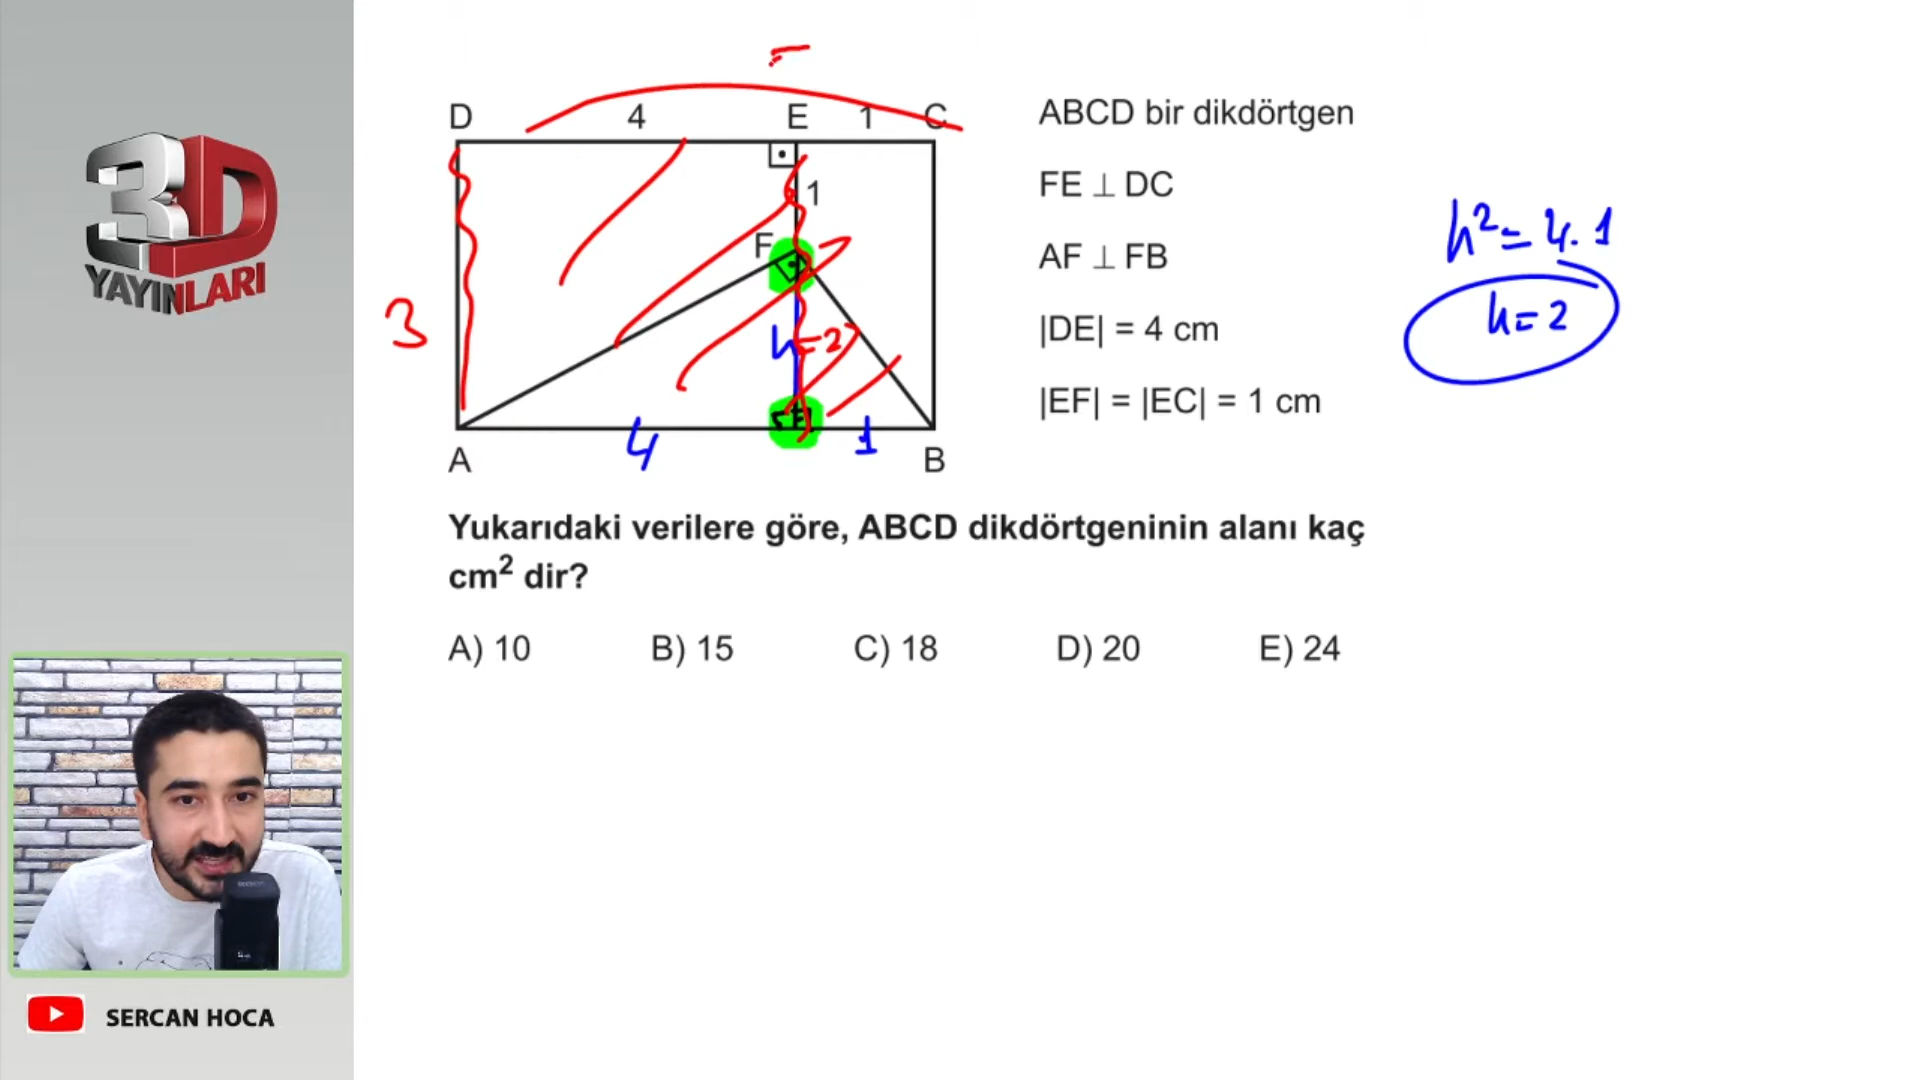 3D
YAYINLARI
D 4 E 1 C
1
F
3
h=2
4 1
A B
ABCD bir dikdörtgen
FE ⊥ DC
AF ⊥ FB
|DE| = 4 cm
|EF| = |EC| = 1 cm
h² = 4.1
h = 2
Yukarıdaki verilere göre, ABCD dikdörtgeninin alanı kaç
cm² dir?
A) 10 B) 15 C) 18 D) 20 E) 24
SERCAN HOCA